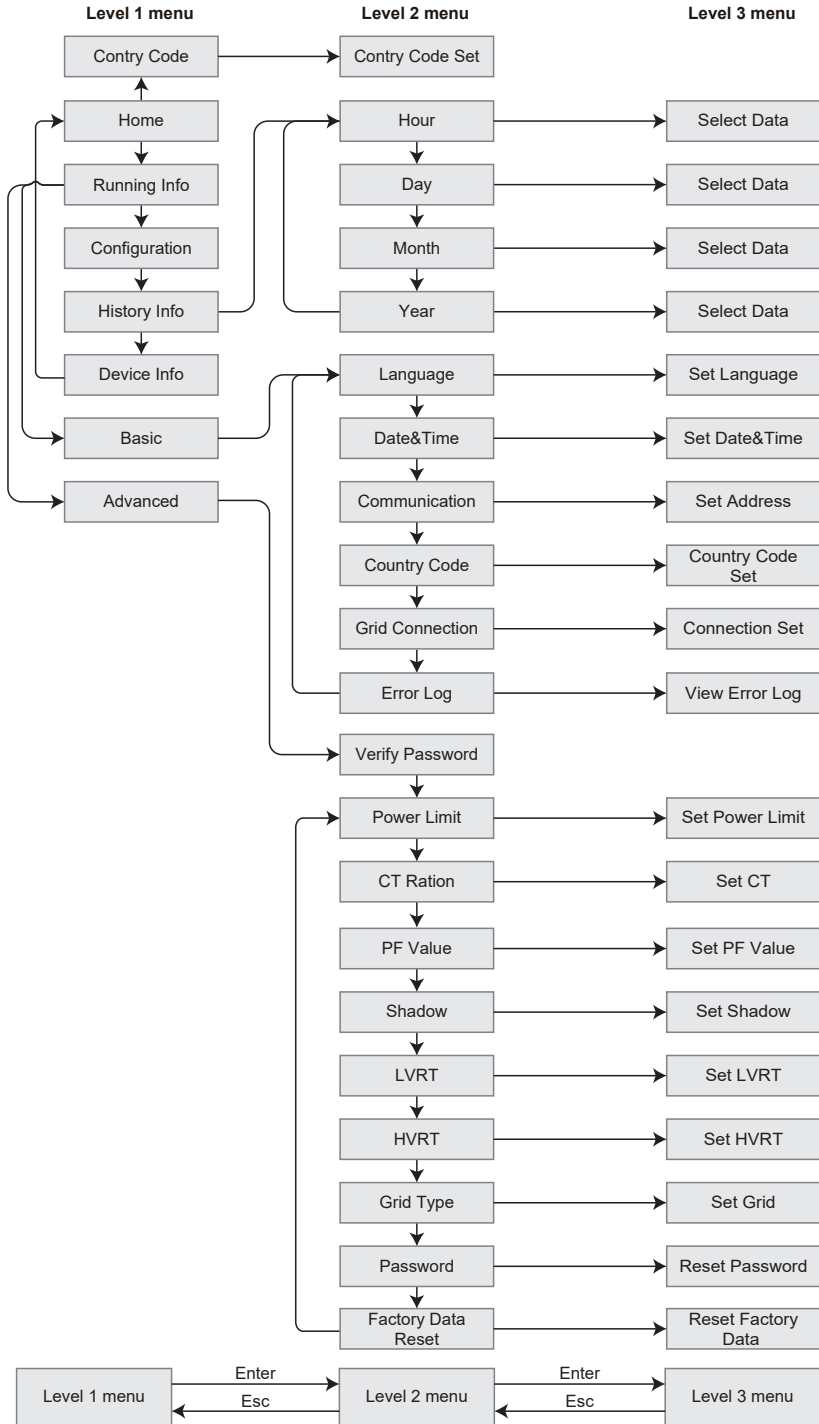 Level 1 menu
Level 2 menu
Level 3 menu
Contry Code
Contry Code Set
Home
Hour
Select Data
Running Info
Day
Select Data
Configuration
Month
Select Data
History Info
Year
Select Data
Device Info
Language
Set Language
Basic
Date&Time
Set Date&Time
Advanced
Communication
Set Address
Country Code
Country Code
Set
Grid Connection
Connection Set
Error Log
View Error Log
Verify Password
Power Limit
Set Power Limit
CT Ration
Set CT
PF Value
Set PF Value
Shadow
Set Shadow
LVRT
Set LVRT
HVRT
Set HVRT
Grid Type
Set Grid
Password
Reset Password
Factory Data
Reset
Reset Factory
Data
Level 1 menu
Enter
Esc
Level 2 menu
Enter
Esc
Level 3 menu